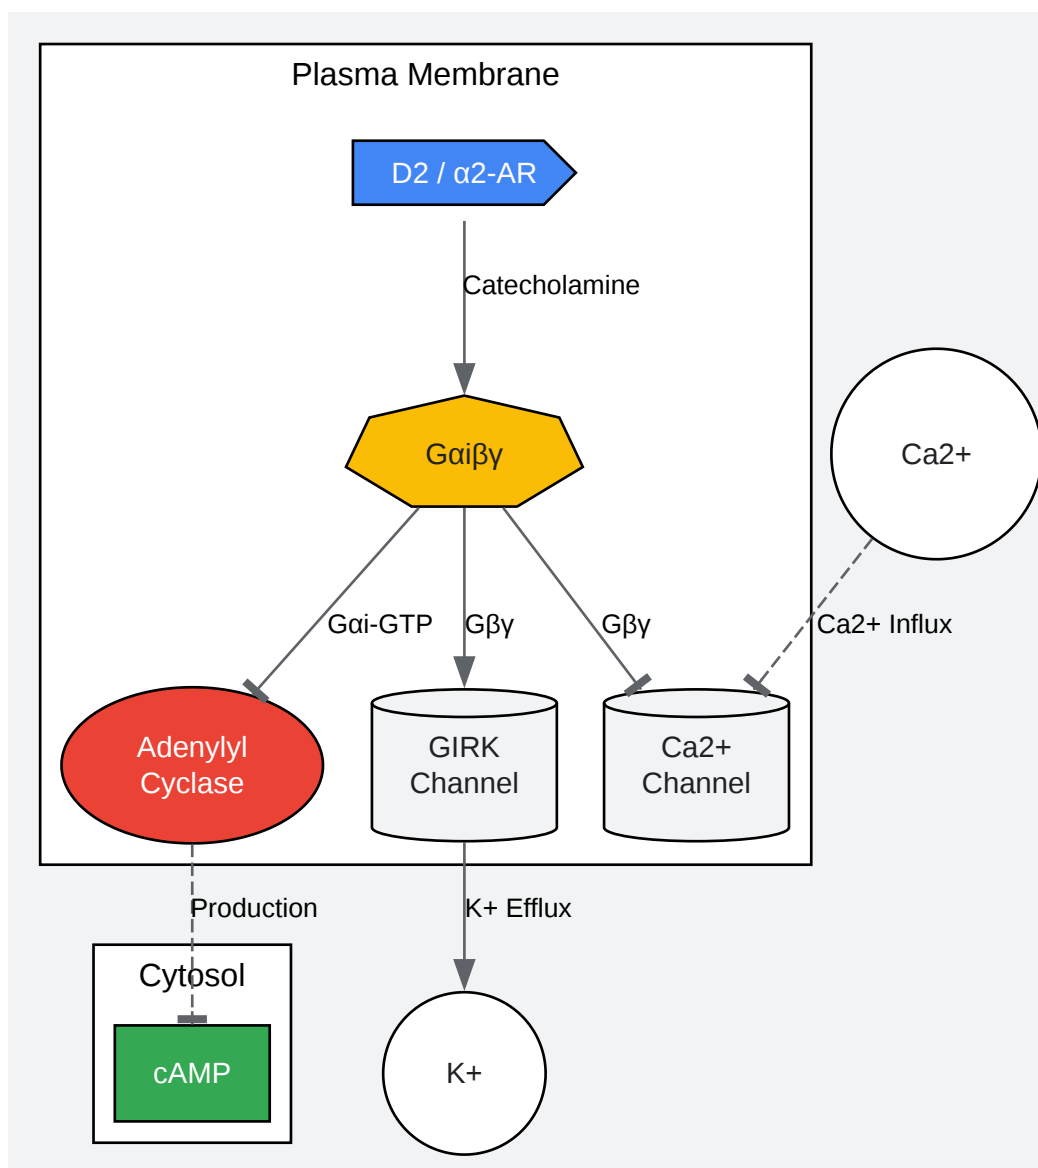 Plasma Membrane
D2 / α2-AR
Catecholamine
Gαiβγ
Ca2+
Gαi-GTP
Gβγ
Gβγ
Ca2+ Influx
Adenylyl
Cyclase
GIRK
Channel
Ca2+
Channel
Production
K+ Efflux
Cytosol
cAMP
K+